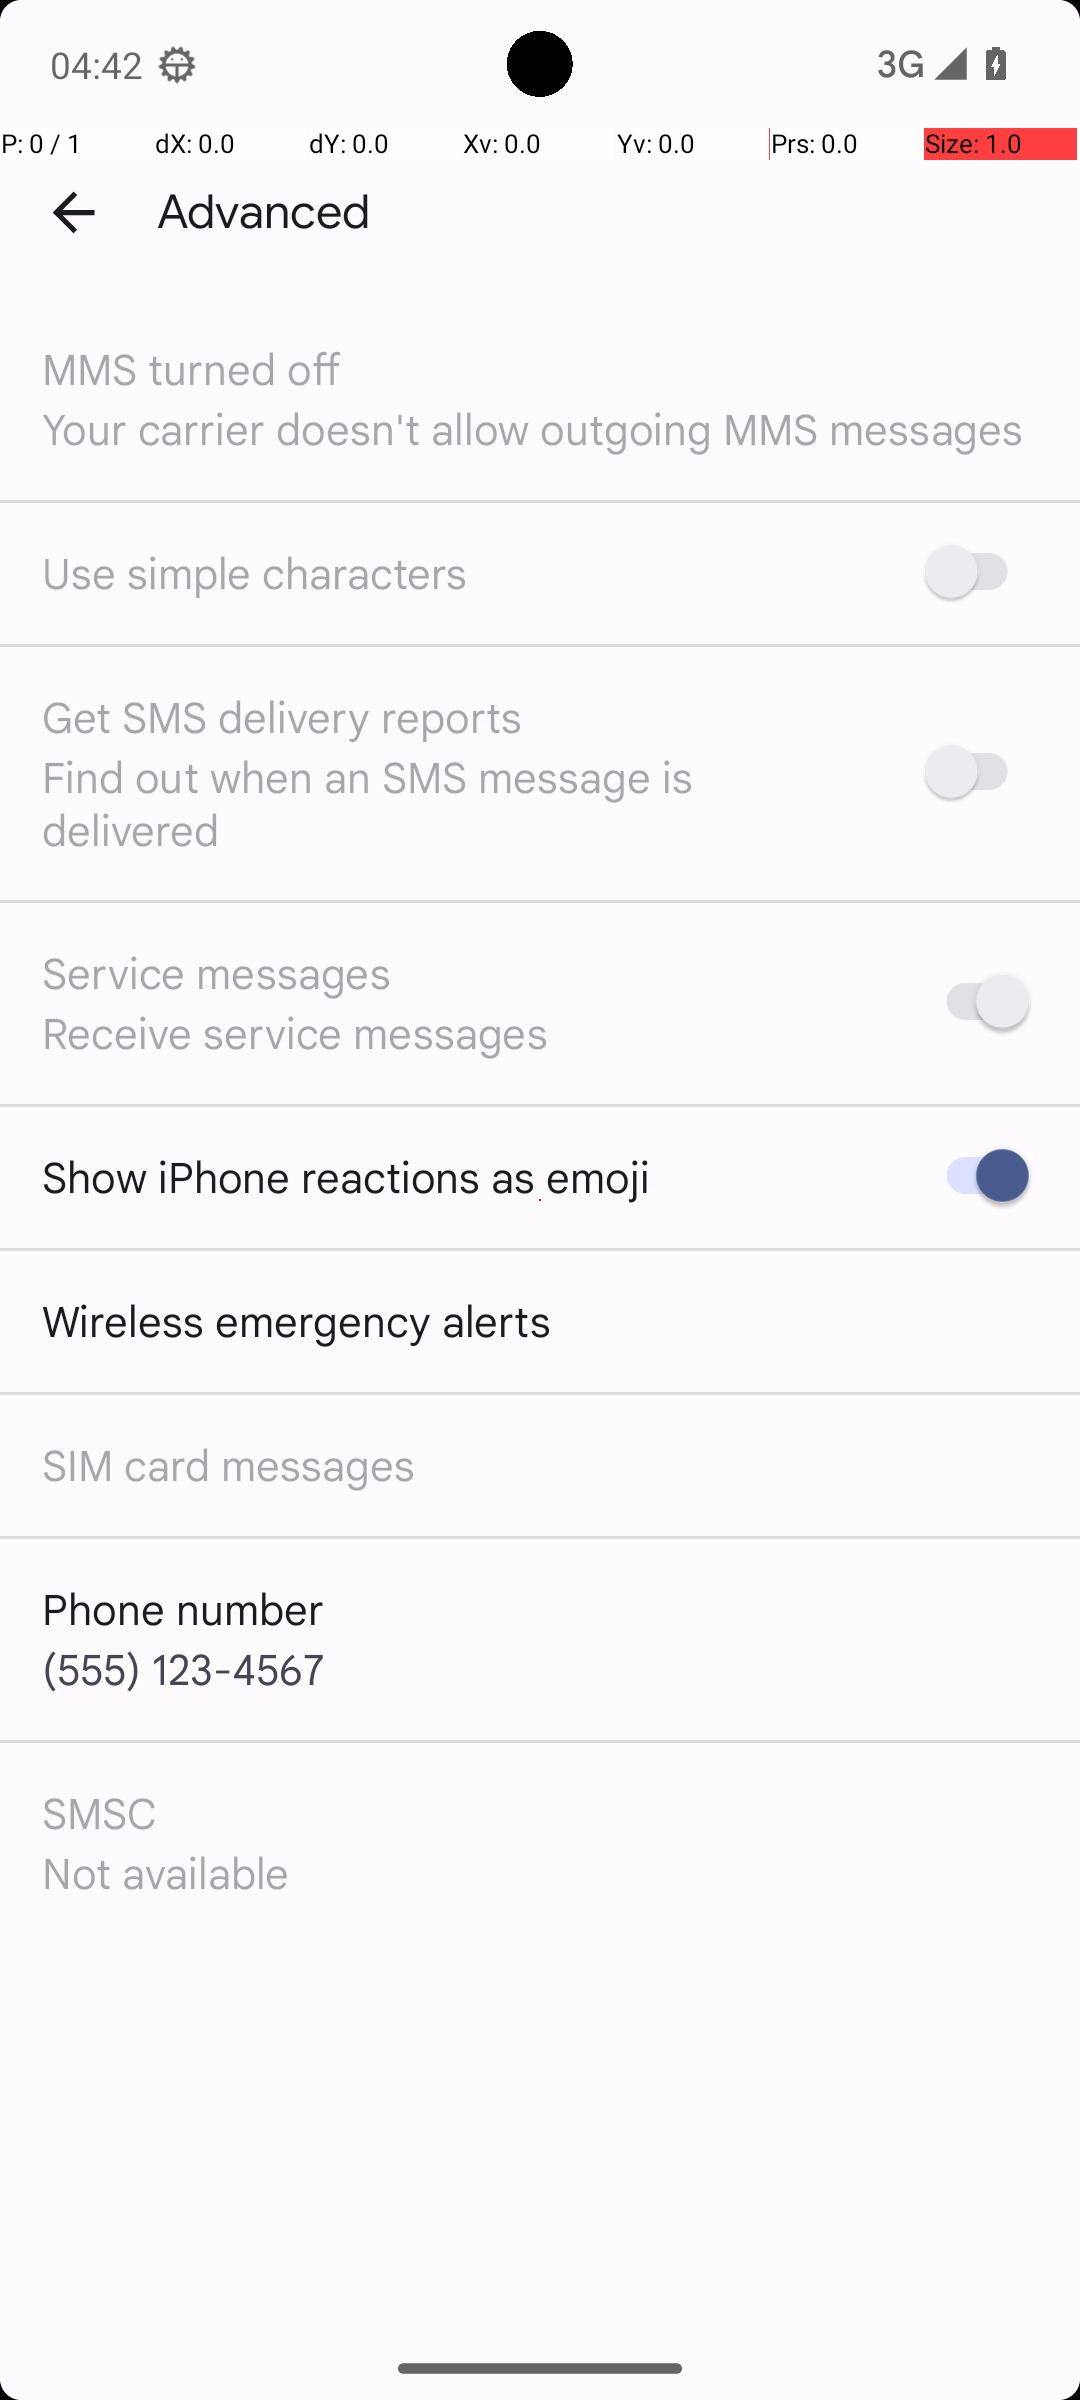 04:42
3G
P: 0 / 1 dX: 0.0 dY: 0.0 Xv: 0.0 Yv: 0.0 Prs: 0.0 Size: 1.0
Advanced
MMS turned off
Your carrier doesn't allow outgoing MMS messages
Use simple characters
Get SMS delivery reports
Find out when an SMS message is
delivered
Service messages
Receive service messages
Show iPhone reactions as emoji
Wireless emergency alerts
SIM card messages
Phone number
(555) 123-4567
SMSC
Not available